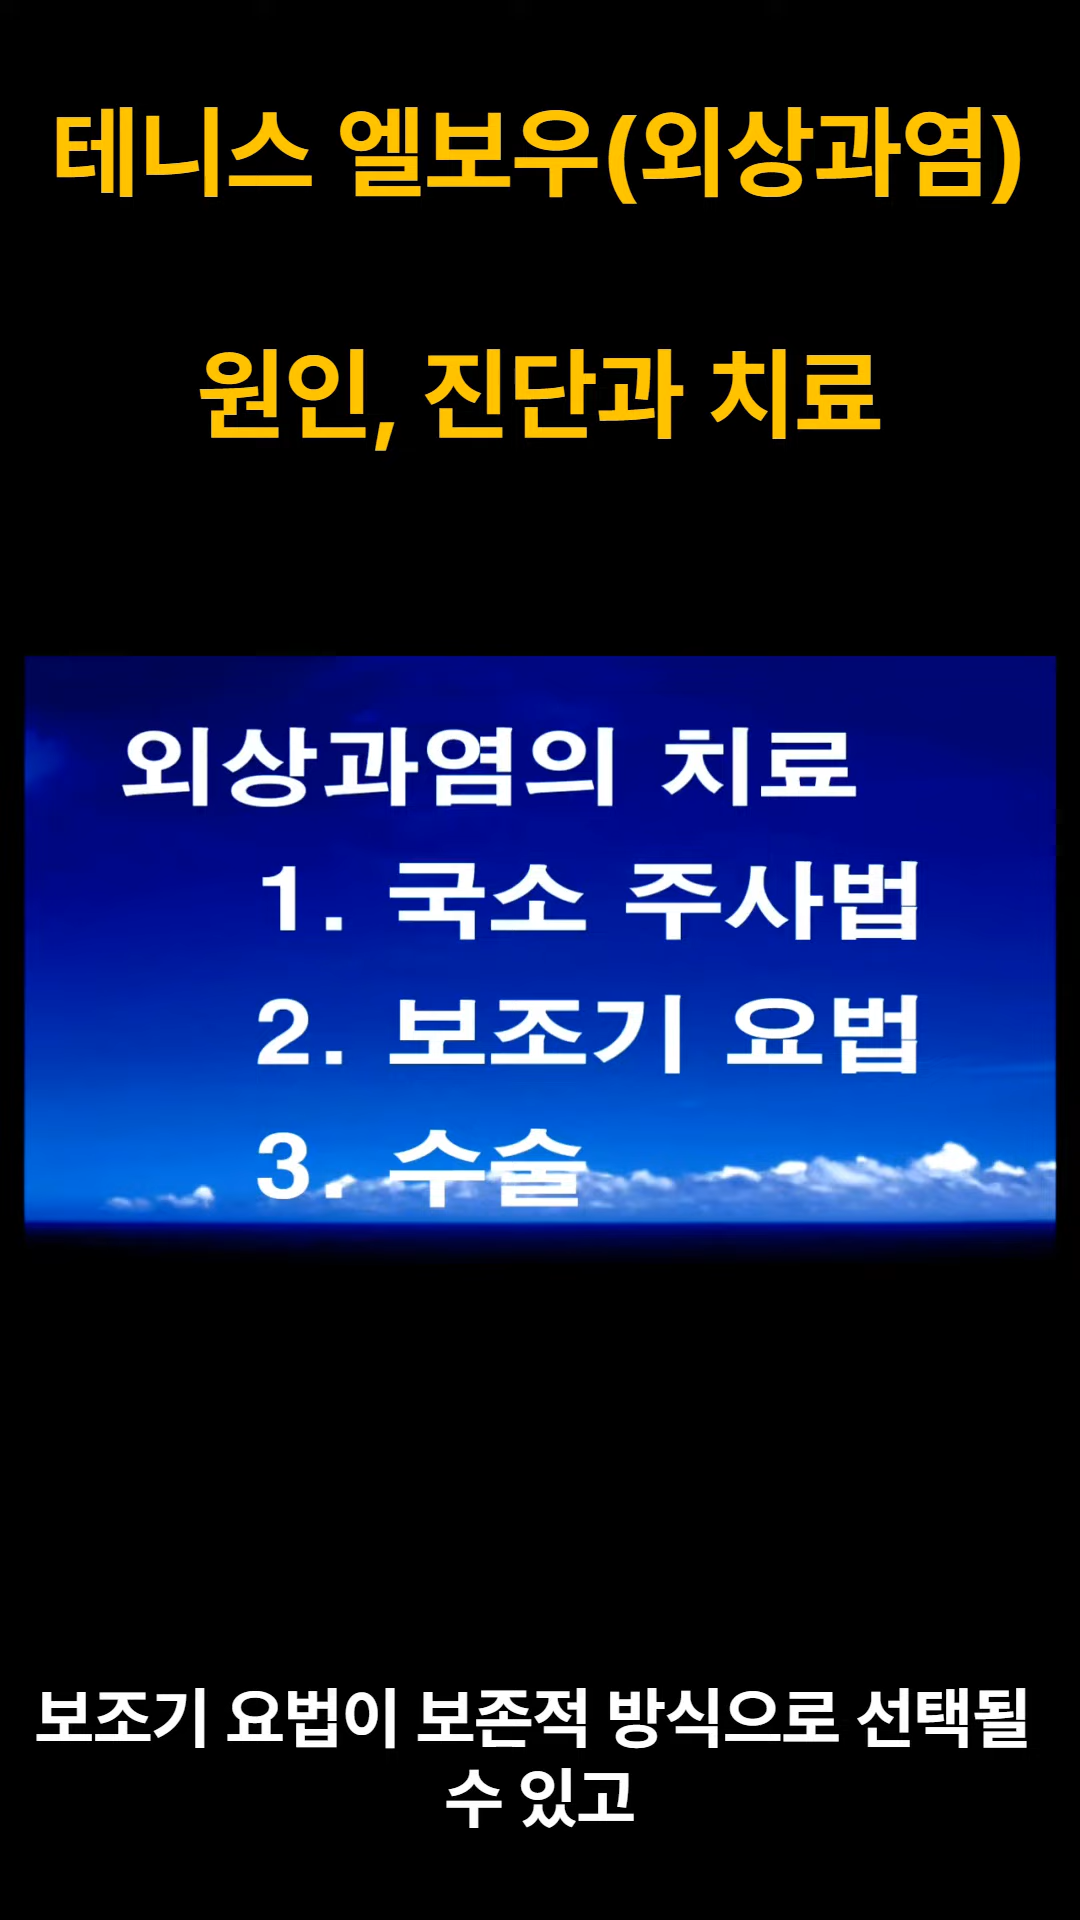 테니스 엘보우(외상과염)
원인, 진단과 치료
외상과염의 치료
1. 국소 주사법
2. 보조기 요법
3. 수술
보조기 요법이 보존적 방식으로 선택될
수 있고